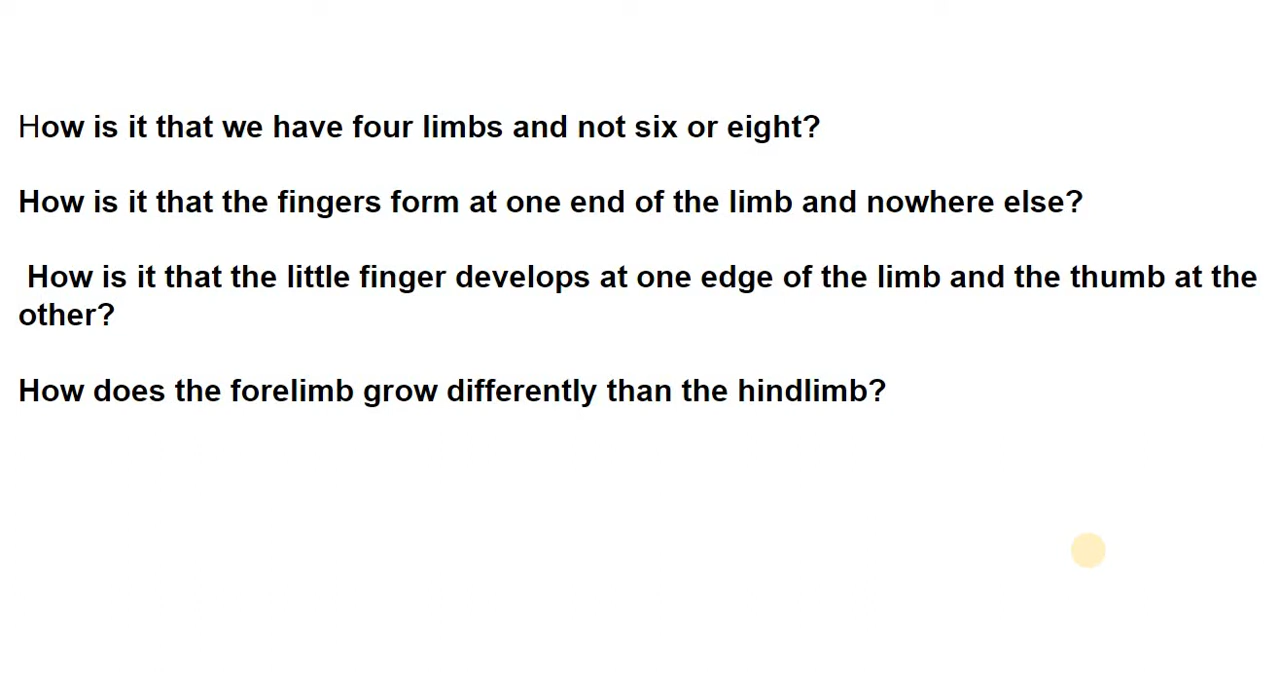 How is it that we have four limbs and not six or eight?
How is it that the fingers form at one end of the limb and nowhere else?
How is it that the little finger develops at one edge of the limb and the thumb at the
other?
How does the forelimb grow differently than the hindlimb?